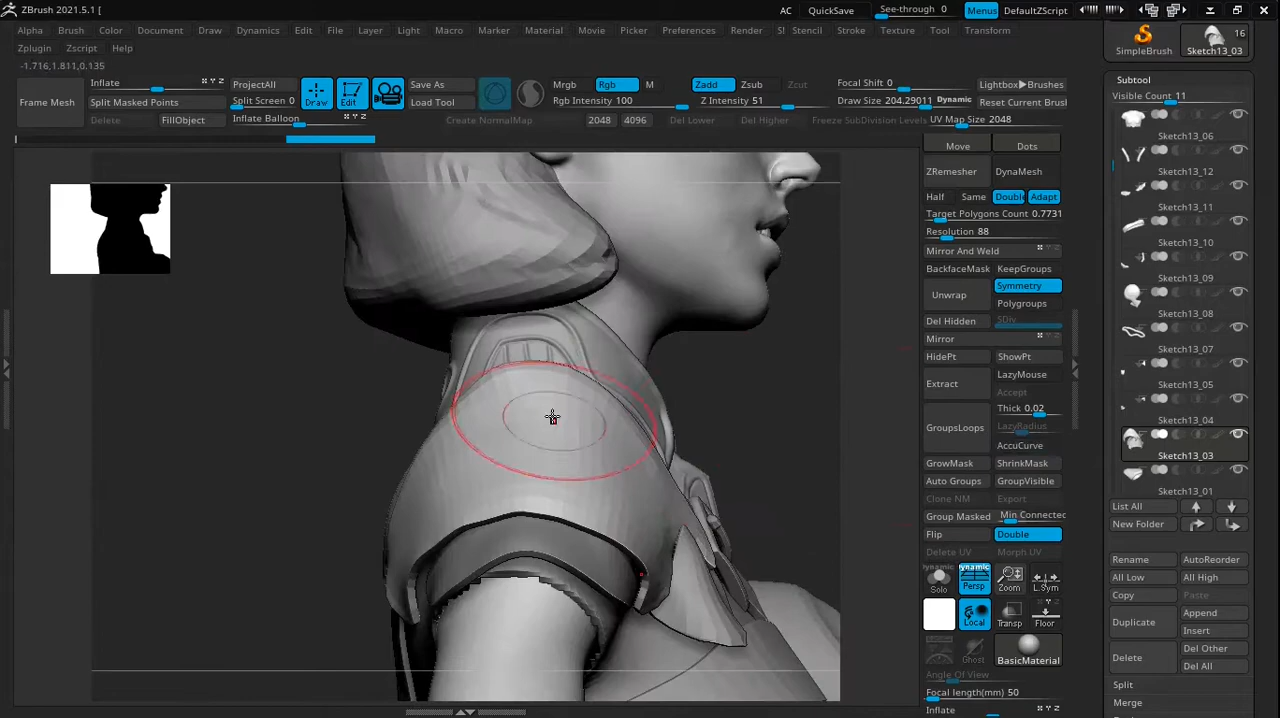 ZBrush 2021.5.1 [
AC
QuickSave
See-through 0
Menus
DefaultZScript
Alpha
Brush
Color
Document
Draw
Dynamics
Edit
File
Layer
Light
Macro
Marker
Material
Movie
Picker
Preferences
Render
Sl
Stencil
Stroke
Texture
Tool
Transform
Zplugin
Zscript
Help
-1.716,1.811,0.135
16
SimpleBrush
Sketch13_03
Frame Mesh
Inflate
ProjectAll
Split Masked Points
Split Screen 0
Delete
FillObject
Inflate Balloon
Draw
Edit
Save As
Load Tool
Create NormalMap
Mrgb
Rgb
M
Rgb Intensity 100
2048
4096
Zadd
Zsub
Zcut
Z Intensity 51
Del Lower
Del Higher
Focal Shift 0
Draw Size 204.29011
Dynamic
Freeze SubDivision Levels
Lightbox▶Brushes
Reset Current Brush
UV Map Size 2048
Move
Dots
ZRemesher
DynaMesh
Half
Same
Doubl
Adapt
Target Polygons Count 0.7731
Resolution 88
Mirror And Weld
BackfaceMask
KeepGroups
Unwrap
Symmetry
Polygroups
Del Hidden
SDiv
Mirror
HidePt
ShowPt
Extract
LazyMouse
Accept
Thick 0.02
GroupsLoops
LazyRadius
AccuCurve
GrowMask
ShrinkMask
Auto Groups
GroupVisible
Clone NM
Export
Group Masked
Min Connected
Flip
Double
Delete UV
Morph UV
Dynamic
Solo
Dynamic
Persp
Zoom
L.Sym
Local
Transp
Floor
Ghost
BasicMaterial
Angle Of View
Focal length(mm) 50
Inflate
Subtool
Visible Count 11
Sketch13_06
Sketch13_12
Sketch13_11
Sketch13_10
Sketch13_09
Sketch13_08
Sketch13_07
Sketch13_05
Sketch13_04
Sketch13_03
Sketch13_01
List All
New Folder
Rename
AutoReorder
All Low
All High
Copy
Paste
Duplicate
Append
Insert
Delete
Del Other
Del All
Split
Merge